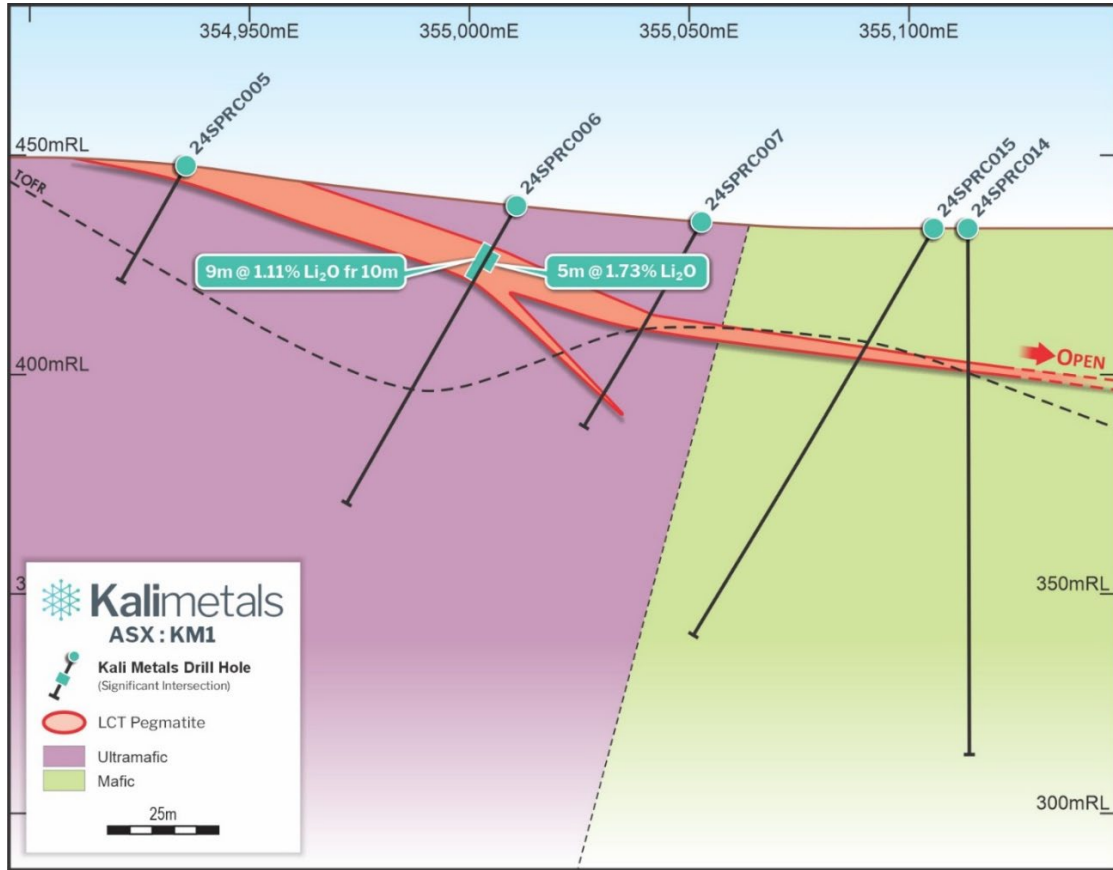 354,950mE
355,000mE
355,050mE
355,100mE
24SPRC005
24SPRC006
24SPRC007
24SPRC015
24SPRC014
450mRL
TOFR
9m @ 1.11% Li₂O fr 10m
5m @ 1.73% Li₂O
400mRL
OPEN
3
350mRL
Kalimetals
ASX : KM1
Kali Metals Drill Hole
(Significant Intersection)
LCT Pegmatite
Ultramafic
Mafic
25m
300mRL